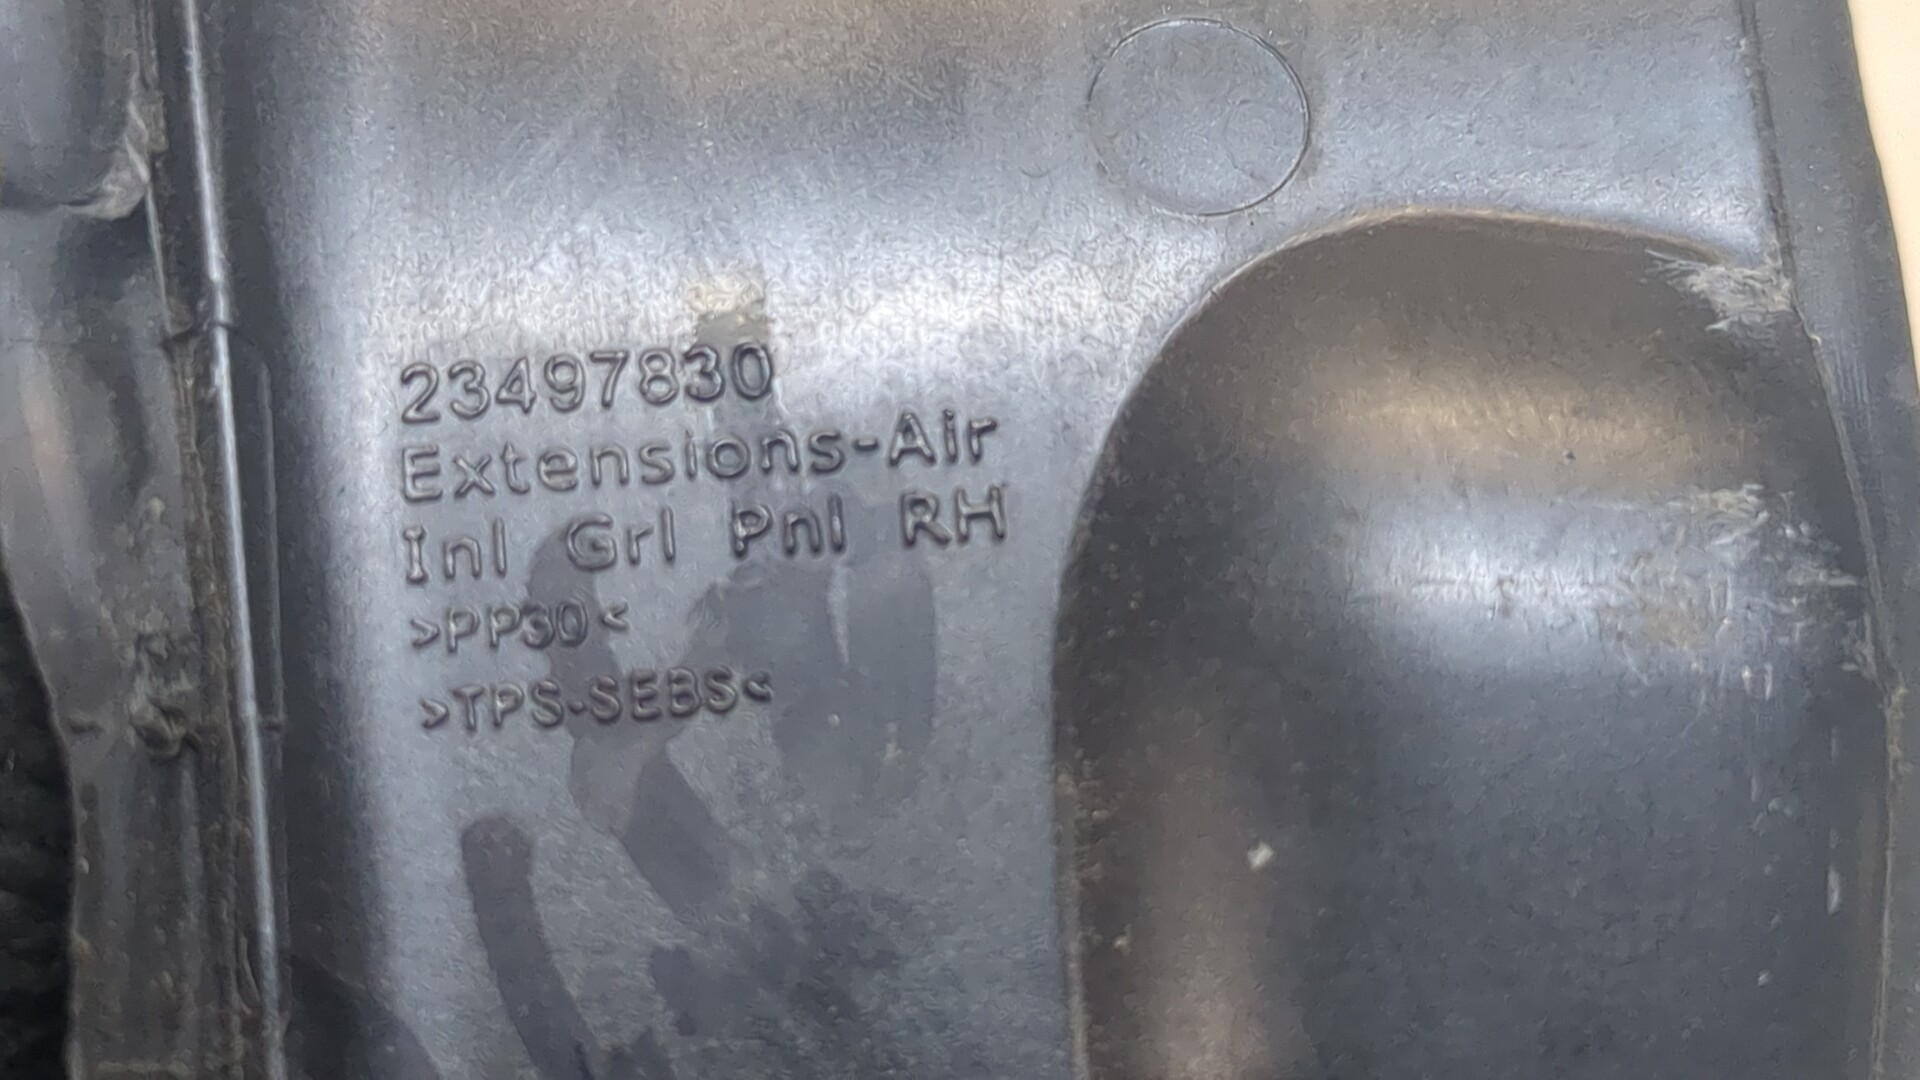 23497830
Extensions-Air
Inl Grl Pnl RH
>PP30<
>TPS-SEBS<